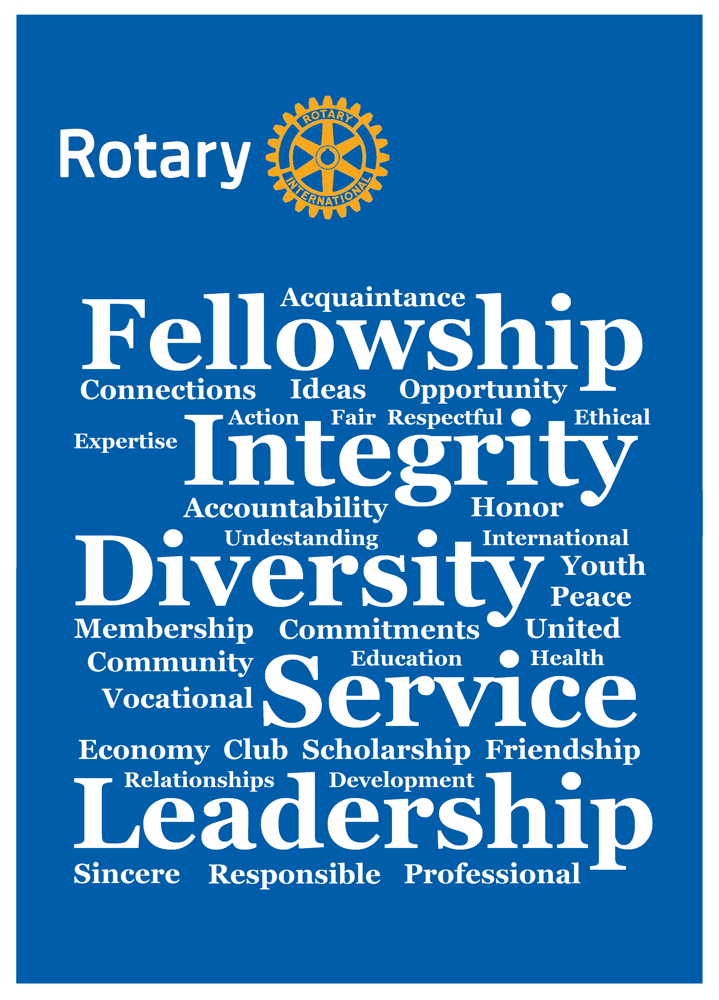 Rotary
ROTARY
INTERNATIONAL
Acquaintance
Fellowship
Connections Ideas Opportunity
Action Fair Respectful Ethical
Expertise
Integrity
Accountability Honor
Undestanding International
Diversity
Youth
Peace
Membership Commitments United
Community
Education Health
Service
Vocational
Economy Club Scholarship Friendship
Relationships Development
Leadership
Sincere Responsible Professional